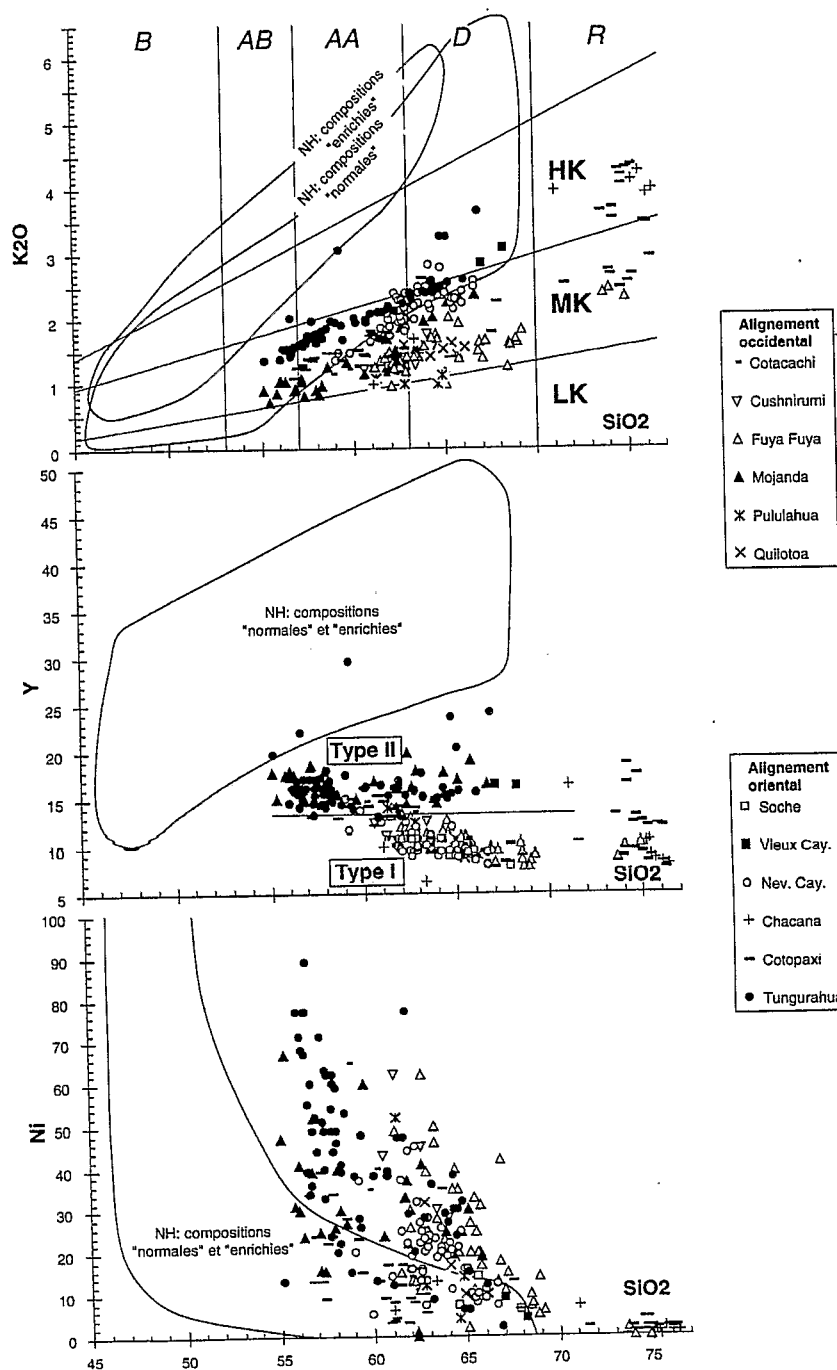 B AB AA D R
6
5
4
3
2
1
0
K2O
NH: compositions
"enrichies"
NH: compositions
"normales"
HK
MK
LK
SiO2
Alignement
occidental
Cotacachi
Cushnirumi
Fuya Fuya
Mojanda
Pululahua
Quilotoa
50
45
40
35
30
25
20
15
10
5
Y
NH: compositions
"normales" et "enrichies"
Type II
Type I
SiO2
Alignement
oriental
Soche
Vieux Cay.
Nev. Cay.
Chacana
Cotopaxi
Tungurahua
100
90
80
70
60
50
40
30
20
10
0
Ni
NH: compositions
"normales" et "enrichies"
SiO2
45 50 55 60 65 70 75